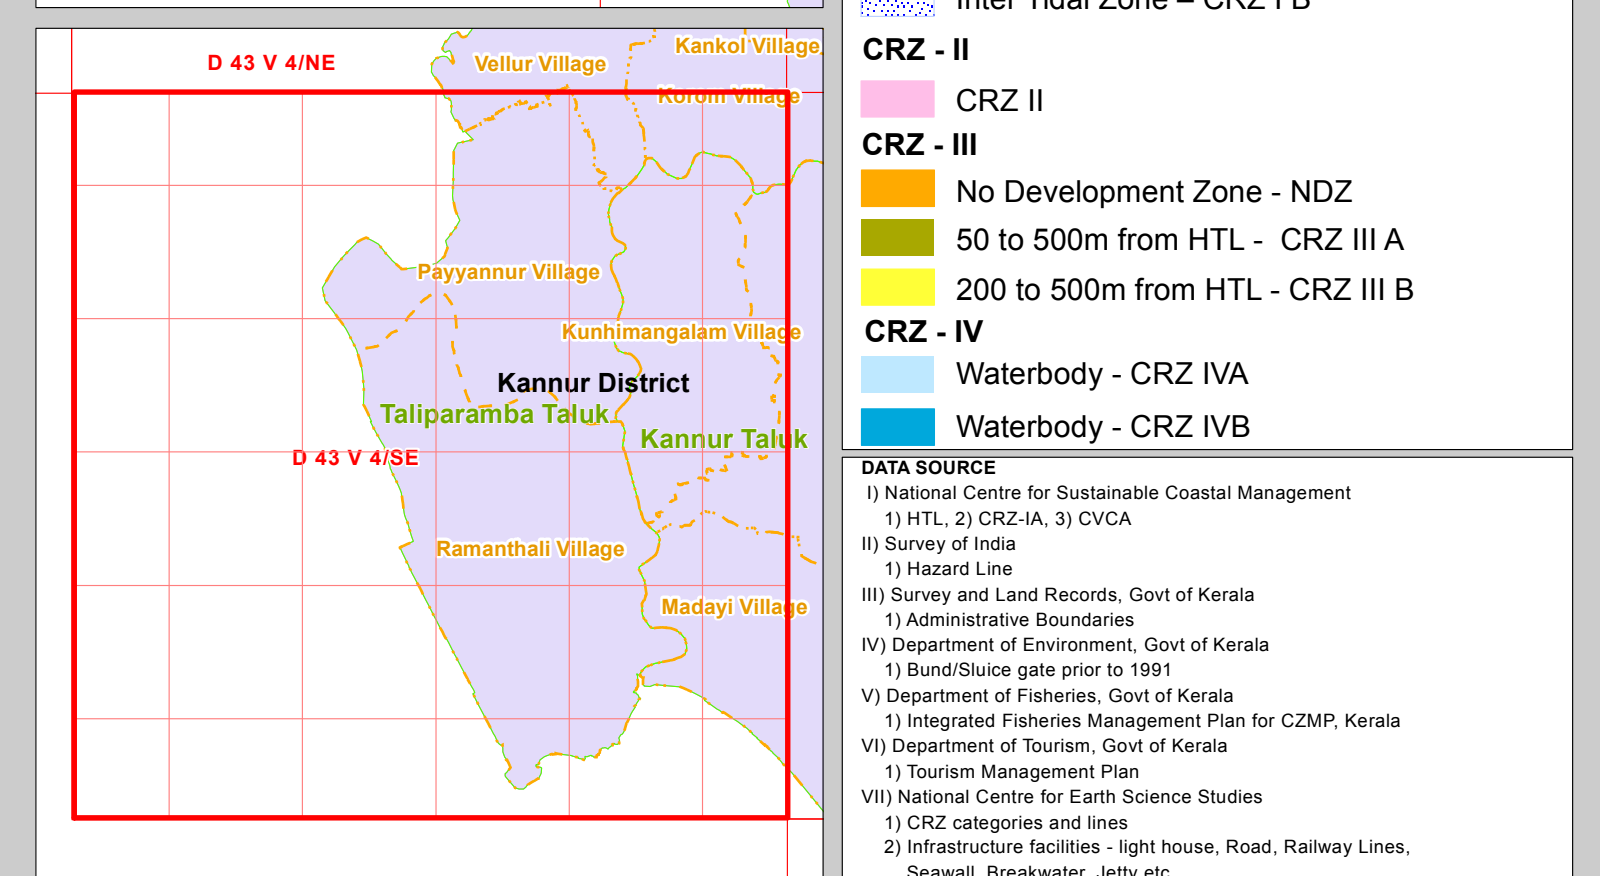 D 43 V 4/NE
Vellur Village
Kankol Village
Korom Village
Payyannur Village
Kunhimangalam Village
Kannur District
Taliparamba Taluk
Kannur Taluk
D 43 V 4/SE
Ramanthali Village
Madayi Village
Inter Tidal Zone – CRZ I B
CRZ - II
CRZ II
CRZ - III
No Development Zone - NDZ
50 to 500m from HTL - CRZ III A
200 to 500m from HTL - CRZ III B
CRZ - IV
Waterbody - CRZ IVA
Waterbody - CRZ IVB
DATA SOURCE
I) National Centre for Sustainable Coastal Management
1) HTL, 2) CRZ-IA, 3) CVCA
II) Survey of India
1) Hazard Line
III) Survey and Land Records, Govt of Kerala
1) Administrative Boundaries
IV) Department of Environment, Govt of Kerala
1) Bund/Sluice gate prior to 1991
V) Department of Fisheries, Govt of Kerala
1) Integrated Fisheries Management Plan for CZMP, Kerala
VI) Department of Tourism, Govt of Kerala
1) Tourism Management Plan
VII) National Centre for Earth Science Studies
1) CRZ categories and lines
2) Infrastructure facilities - light house, Road, Railway Lines,
Seawall, Breakwater, Jetty etc